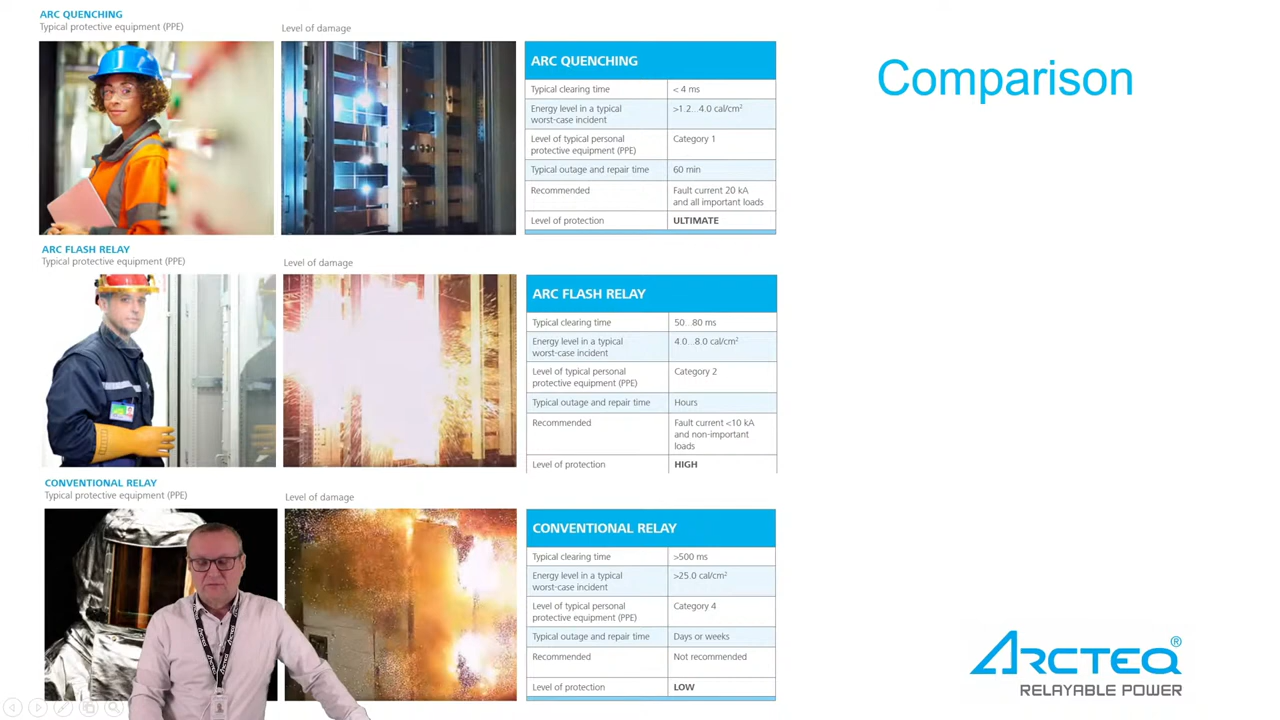 ARC QUENCHING
Typical protective equipment (PPE)
Level of damage
ARC QUENCHING
Typical clearing time < 4 ms
Energy level in a typical worst-case incident >1.2...4.0 cal/cm²
Level of typical personal protective equipment (PPE) Category 1
Typical outage and repair time 60 min
Recommended Fault current 20 kA and all important loads
Level of protection ULTIMATE
Comparison
ARC FLASH RELAY
Typical protective equipment (PPE)
Level of damage
ARC FLASH RELAY
Typical clearing time 50...80 ms
Energy level in a typical worst-case incident 4.0...8.0 cal/cm²
Level of typical personal protective equipment (PPE) Category 2
Typical outage and repair time Hours
Recommended Fault current <10 kA and non-important loads
Level of protection HIGH
CONVENTIONAL RELAY
Typical protective equipment (PPE)
Level of damage
CONVENTIONAL RELAY
Typical clearing time >500 ms
Energy level in a typical worst-case incident >25.0 cal/cm²
Level of typical personal protective equipment (PPE) Category 4
Typical outage and repair time Days or weeks
Recommended Not recommended
Level of protection LOW
ARCTEQ®
RELAYABLE POWER